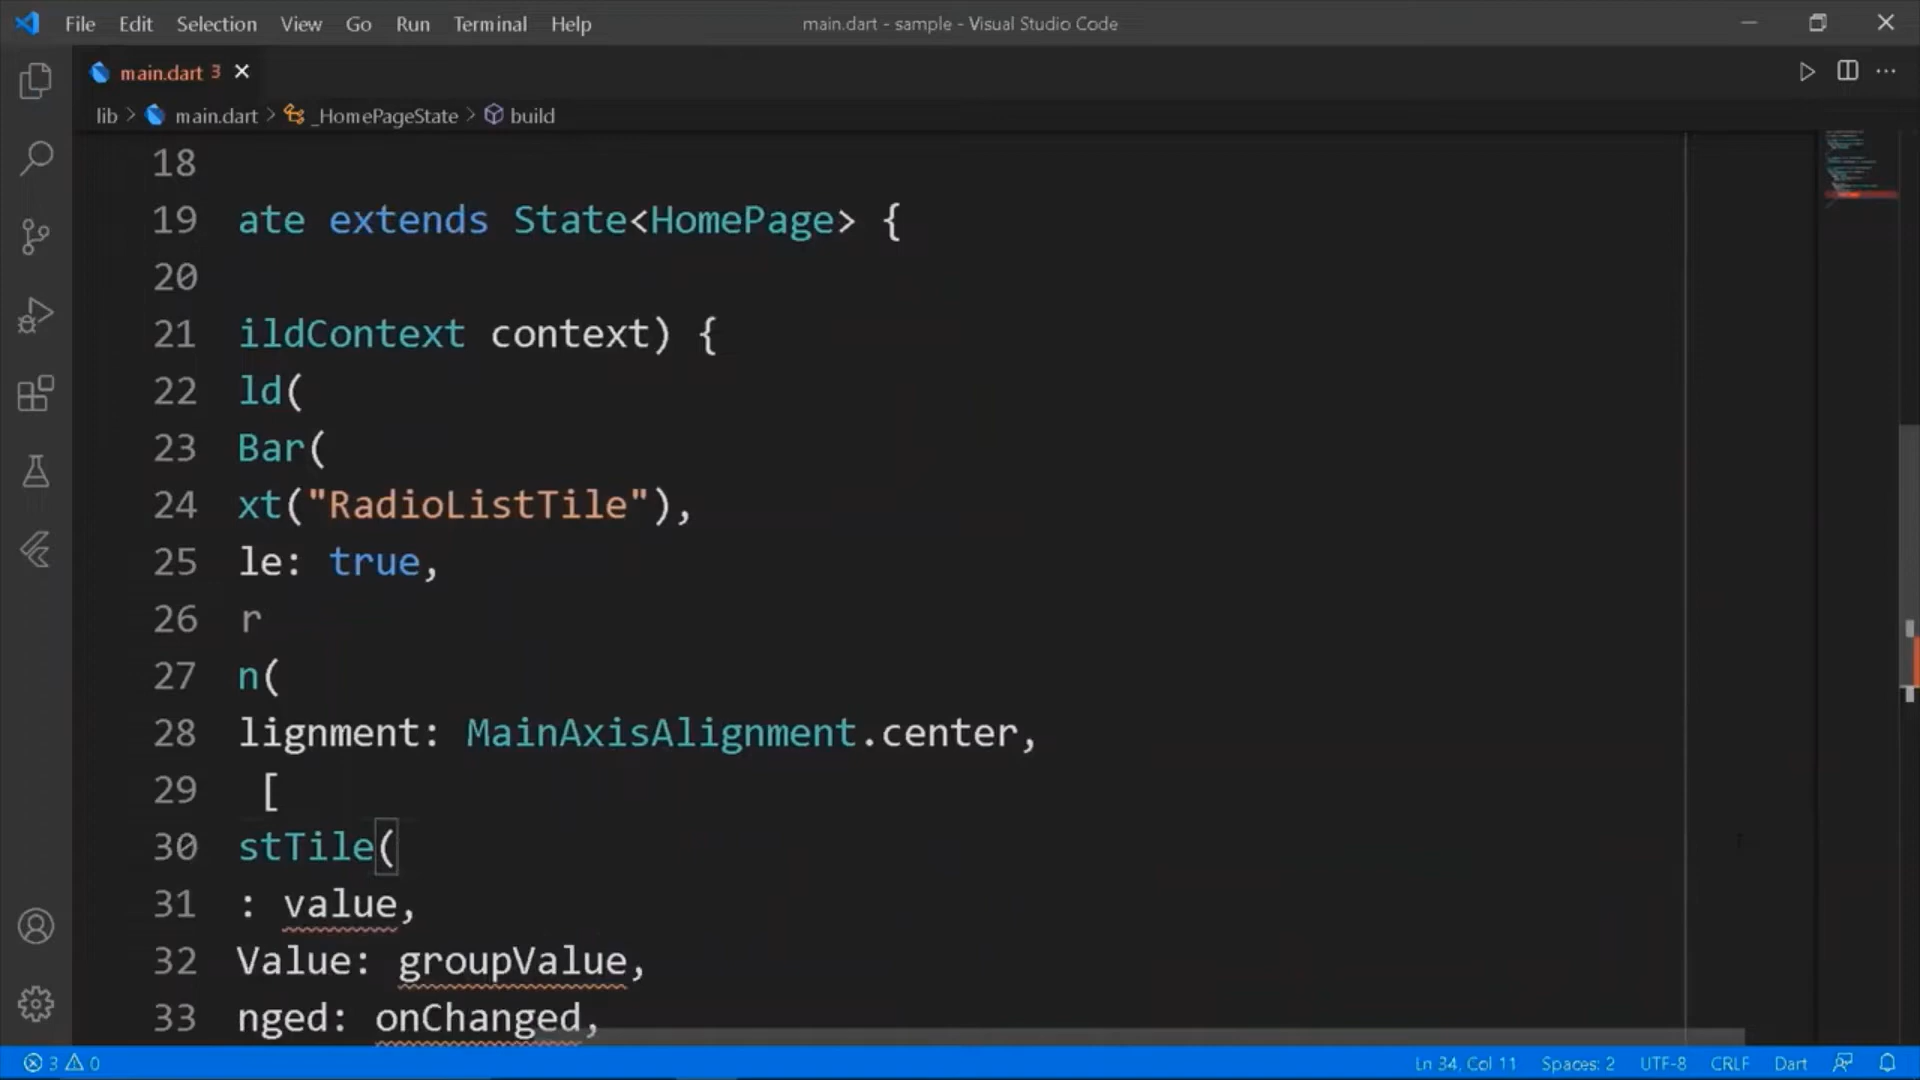 File Edit Selection View Go Run Terminal Help main.dart - sample - Visual Studio Code
main.dart 3
lib > main.dart > _HomePageState > build
18
19 ate extends State<HomePage> {
20
21 ildContext context) {
22 ld(
23 Bar(
24 xt("RadioListTile"),
25 le: true,
26 r
27 n(
28 lignment: MainAxisAlignment.center,
29 [
30 stTile(
31 : value,
32 Value: groupValue,
33 nged: onChanged,
3 0 Ln 34, Col 11 Spaces: 2 UTF-8 CRLF Dart